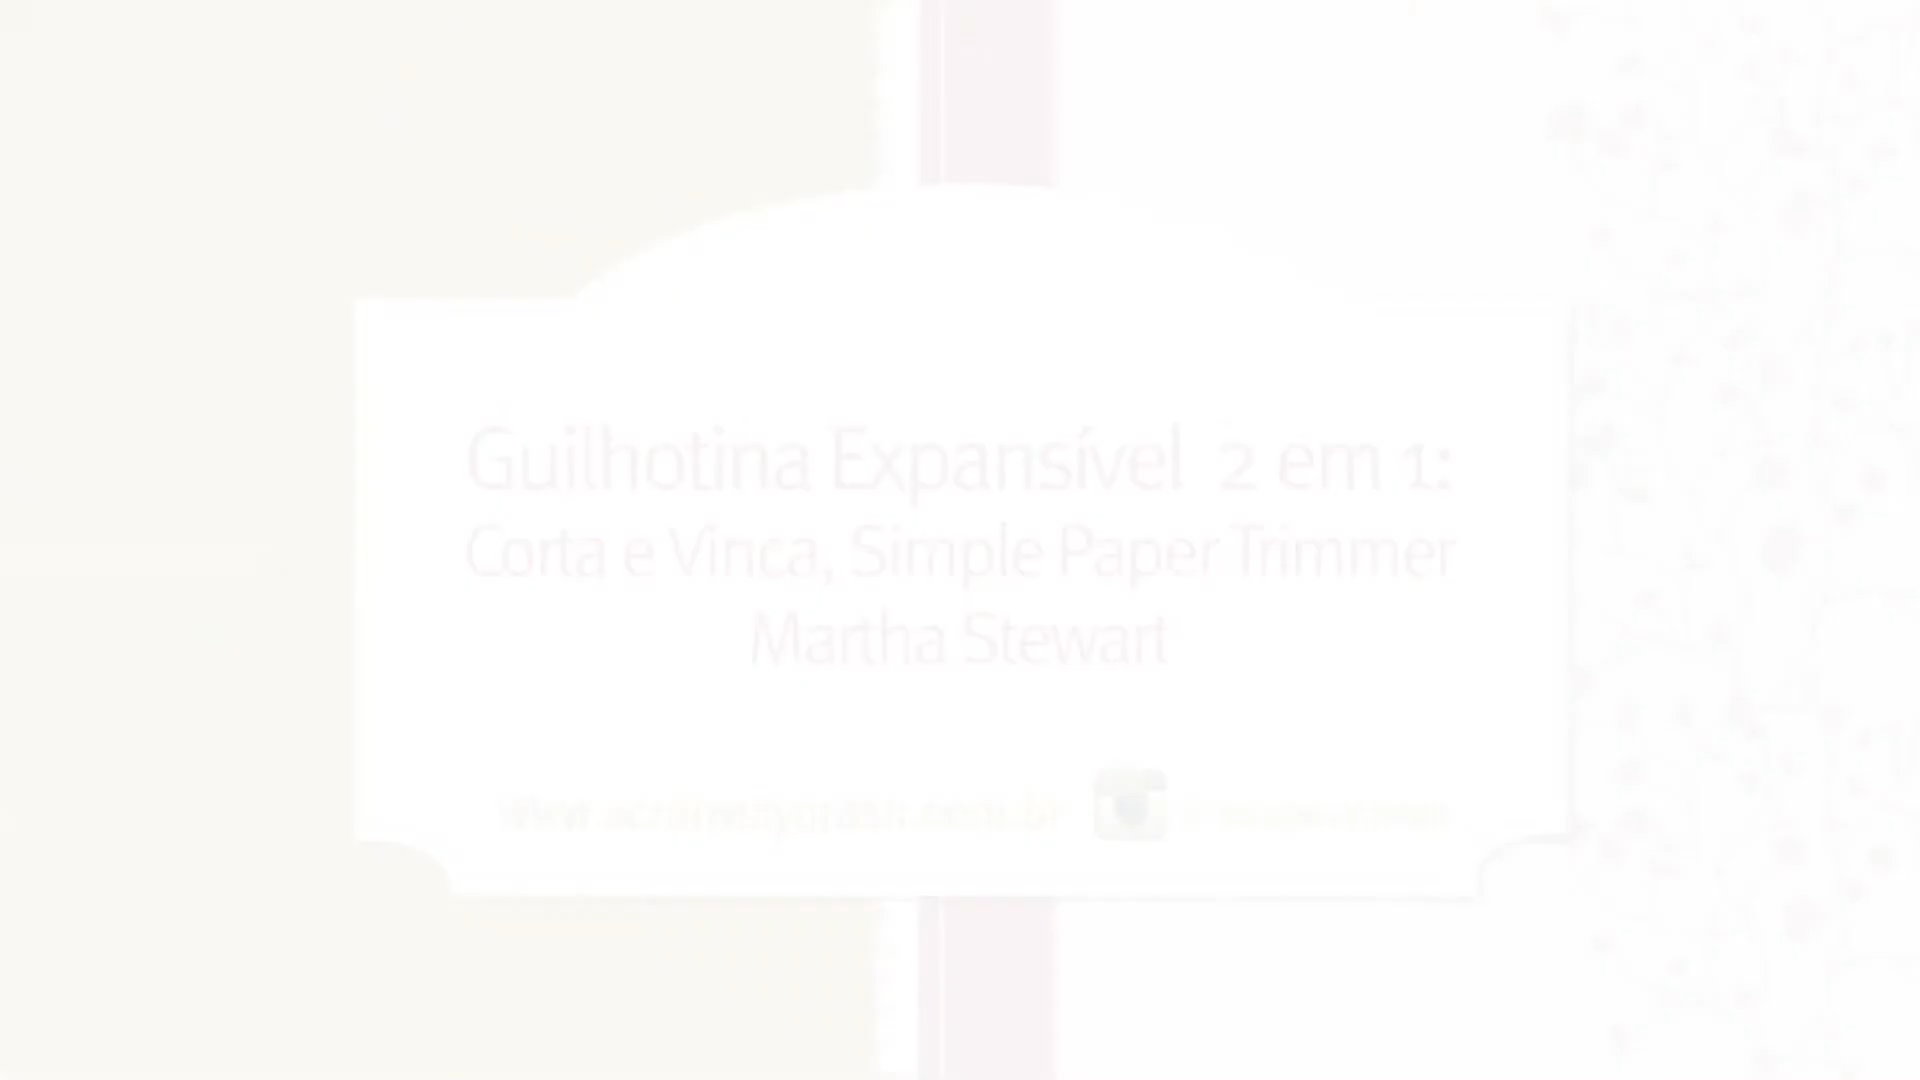 Guilhotina Expansível 2 em 1:
Corta e Vinca, Simple Paper Trimmer
Martha Stewart